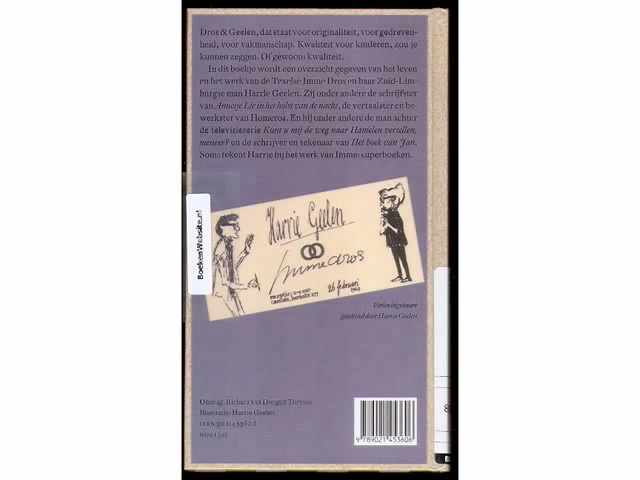 Dros & Geelen, dat staat voor originaliteit, voor gedreven-
heid, voor vakmanschap. Kwaliteit voor kinderen, zou je
kunnen zeggen. Of gewoon: kwaliteit.
In dit boekje wordt een overzicht gegeven van het leven
en het werk van de Texelse Imme Dros en haar Zuid-Lim-
burgse man Harrie Geelen. Zij onder andere de schrijfster
van Annetje Lie in het holst van de nacht, de vertaalster en be-
werkster van Homeros. En hij onder andere de man achter
de televisieserie Kunt u mij de weg naar Hamelen vertellen,
meneer? en de schrijver en tekenaar van Het boek van Jan.
Soms tekent Harrie bij het werk van Imme: superboeken.
BoekenWebsite.nl
Harrie Geelen
Imme Dros
receptie: 
26 februari
Verlovingskaart
getekend door Harrie Geelen
Omslag: Barbara van Dongen Torman
Illustratie: Harrie Geelen
ISBN 90 214 5360 6
NUGI 321
9 789021 453606